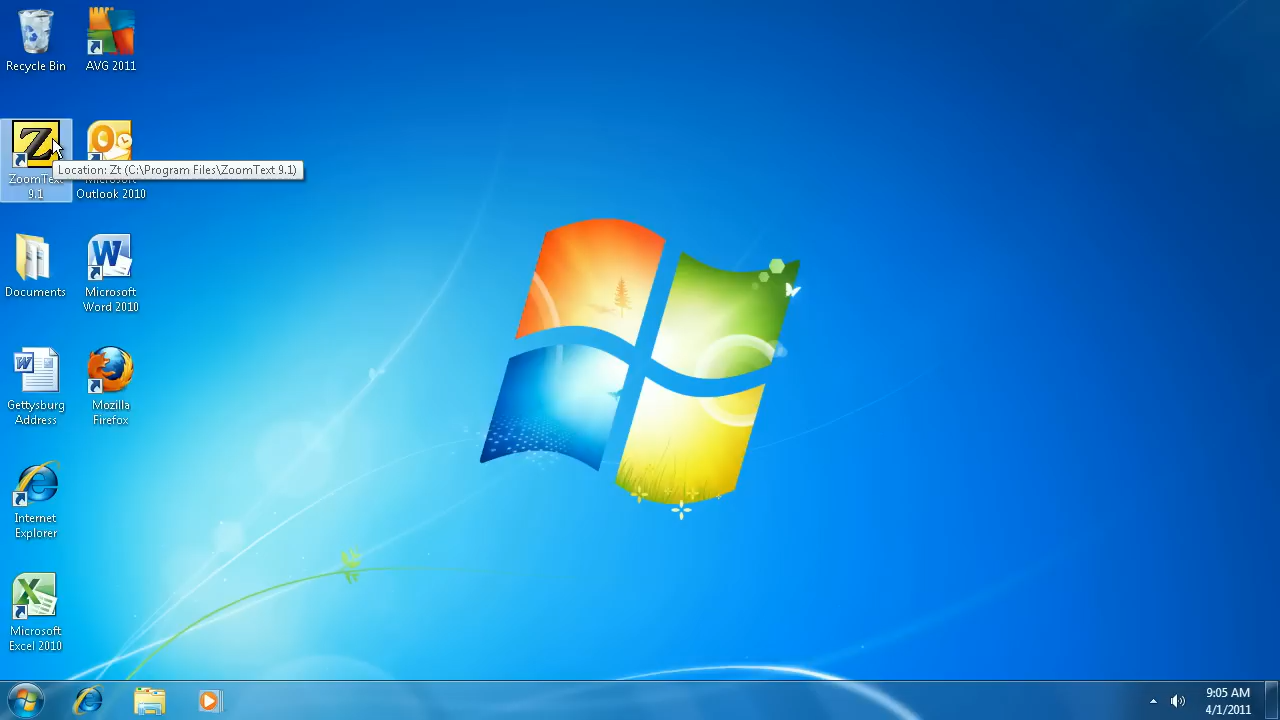 Recycle Bin
AVG 2011
ZoomText
9.1
Location: Zt (C:\Program Files\ZoomText 9.1)
Outlook 2010
Documents
Microsoft
Word 2010
Gettysburg
Address
Mozilla
Firefox
Internet
Explorer
Microsoft
Excel 2010
9:05 AM
4/1/2011